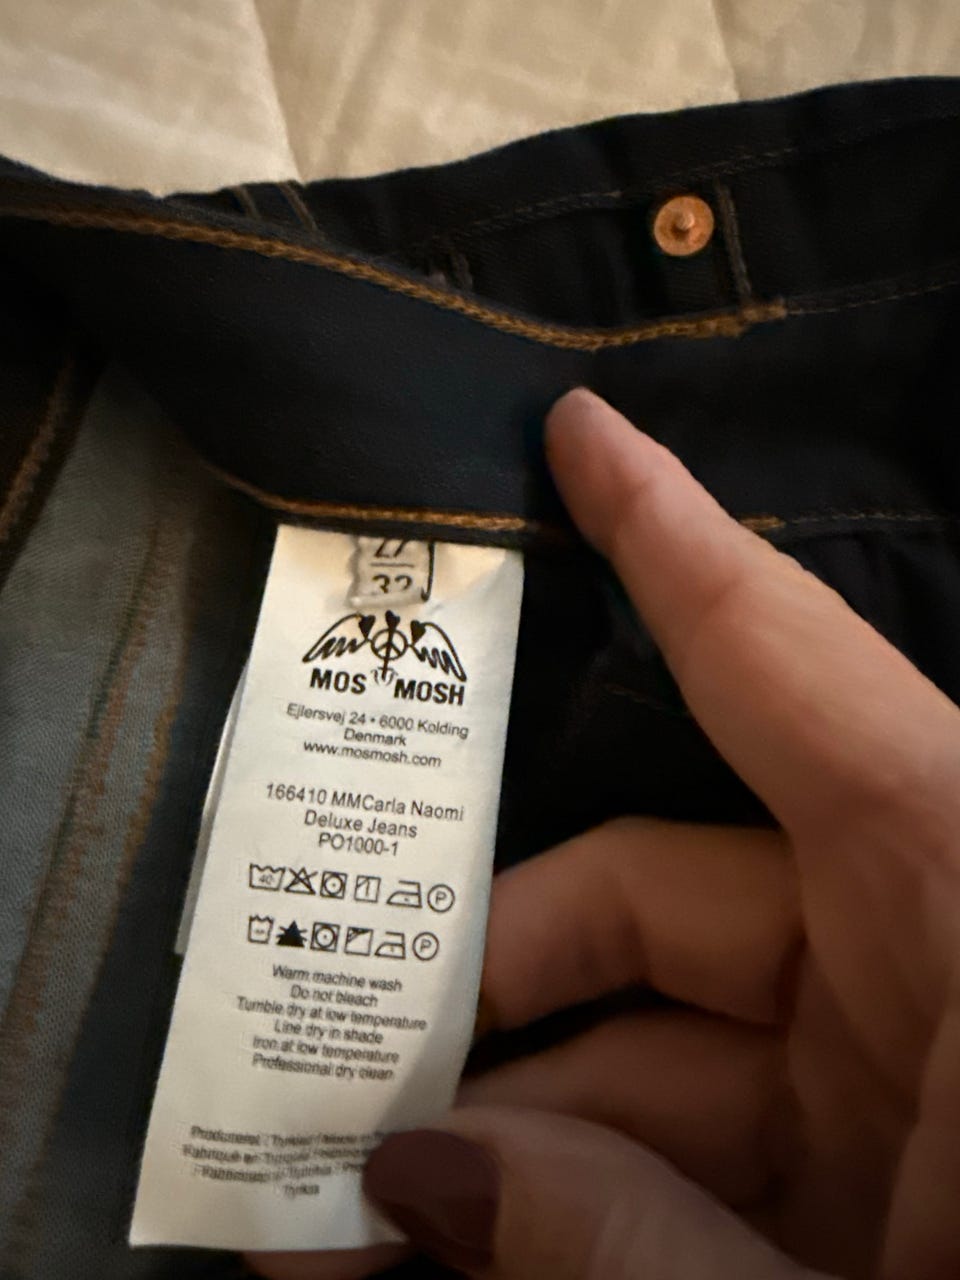 32
MOS MOSH
Ejlersvej 24 • 6000 Kolding
Denmark
www.mosmosh.com
166410 MMCarla Naomi
Deluxe Jeans
PO1000-1
40 P
P
Warm machine wash
Do not bleach
Tumble dry at low temperature
Line dry in shade
Iron at low temperature
Professional dry clean